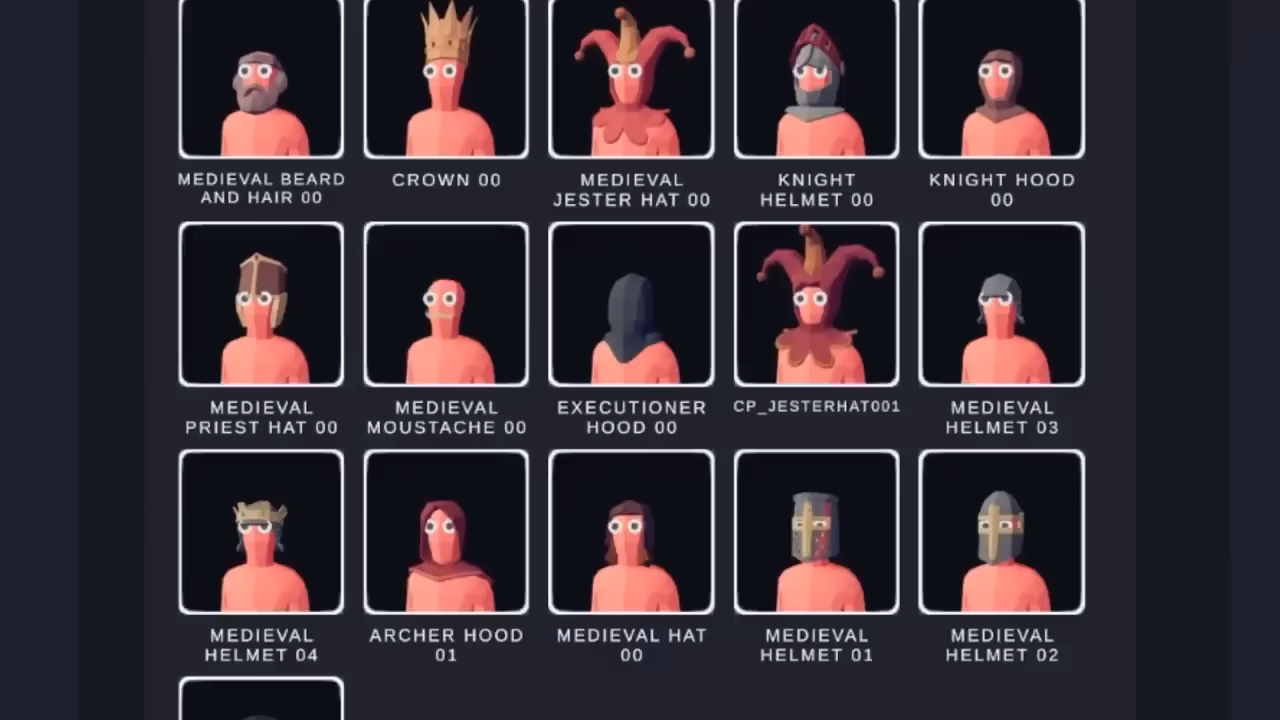 MEDIEVAL BEARD
AND HAIR 00
CROWN 00
MEDIEVAL
JESTER HAT 00
KNIGHT
HELMET 00
KNIGHT HOOD
00
MEDIEVAL
PRIEST HAT 00
MEDIEVAL
MOUSTACHE 00
EXECUTIONER
HOOD 00
CP_JESTERHAT001
MEDIEVAL
HELMET 03
MEDIEVAL
HELMET 04
ARCHER HOOD
01
MEDIEVAL HAT
00
MEDIEVAL
HELMET 01
MEDIEVAL
HELMET 02